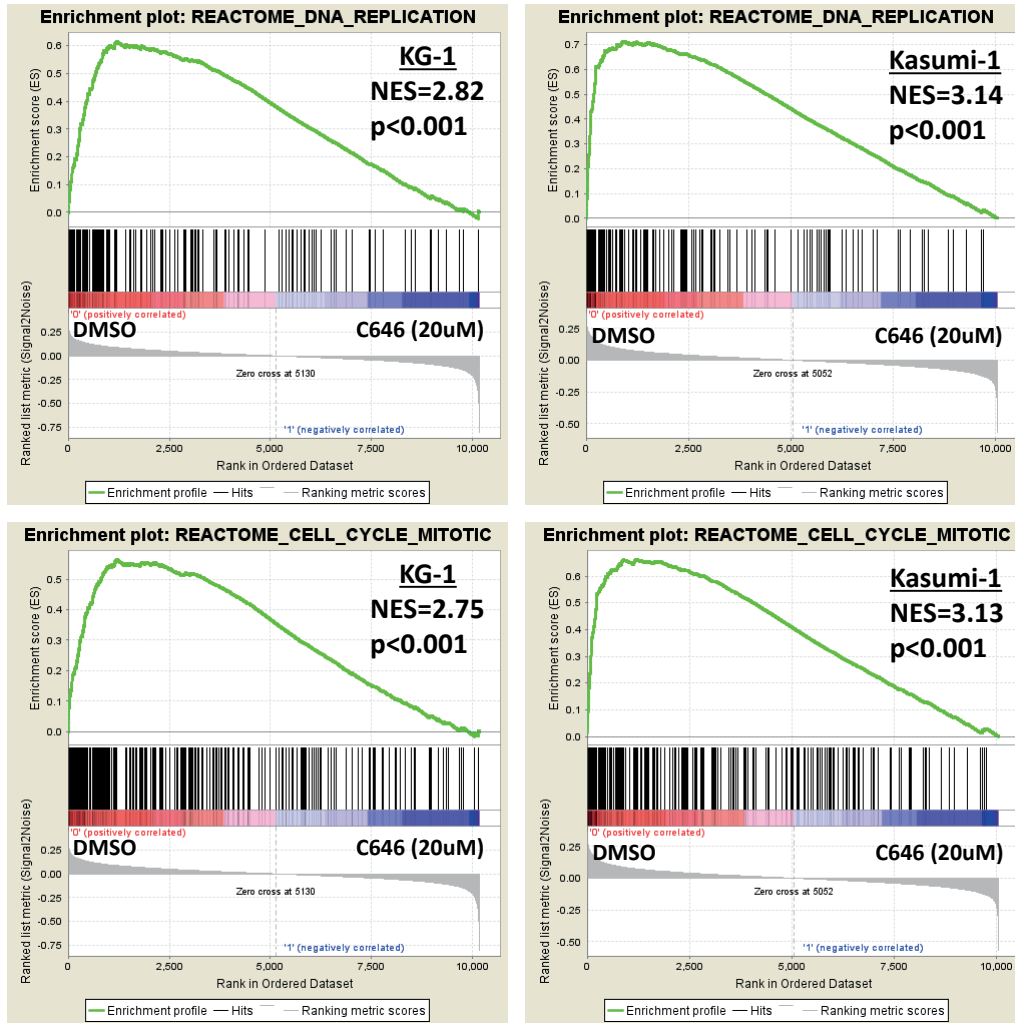 Enrichment plot: REACTOME_DNA_REPLICATION
Enrichment score (ES)
0.6
0.5
0.4
0.3
0.2
0.1
0.0
KG-1
NES=2.82
p<0.001
Ranked list metric (Signal2Noise)
'0' (positively correlated)
0.25
0.00
-0.25
-0.50
-0.75
DMSO
C646 (20uM)
Zero cross at 5130
'1' (negatively correlated)
0 2,500 5,000 7,500 10,000
Rank in Ordered Dataset
Enrichment profile Hits Ranking metric scores
Enrichment plot: REACTOME_DNA_REPLICATION
Enrichment score (ES)
0.7
0.6
0.5
0.4
0.3
0.2
0.1
0.0
Kasumi-1
NES=3.14
p<0.001
Ranked list metric (Signal2Noise)
'0' (positively correlated)
0.25
0.00
-0.25
-0.50
DMSO
C646 (20uM)
Zero cross at 5052
'1' (negatively correlated)
0 2,500 5,000 7,500 10,000
Rank in Ordered Dataset
Enrichment profile Hits Ranking metric scores
Enrichment plot: REACTOME_CELL_CYCLE_MITOTIC
Enrichment score (ES)
0.5
0.4
0.3
0.2
0.1
0.0
KG-1
NES=2.75
p<0.001
Ranked list metric (Signal2Noise)
'0' (positively correlated)
0.25
0.00
-0.25
-0.50
-0.75
DMSO
C646 (20uM)
Zero cross at 5130
'1' (negatively correlated)
0 2,500 5,000 7,500 10,000
Rank in Ordered Dataset
Enrichment profile Hits Ranking metric scores
Enrichment plot: REACTOME_CELL_CYCLE_MITOTIC
Enrichment score (ES)
0.6
0.5
0.4
0.3
0.2
0.1
0.0
Kasumi-1
NES=3.13
p<0.001
Ranked list metric (Signal2Noise)
'0' (positively correlated)
0.25
0.00
-0.25
-0.50
DMSO
C646 (20uM)
Zero cross at 5052
'1' (negatively correlated)
0 2,500 5,000 7,500 10,000
Rank in Ordered Dataset
Enrichment profile Hits Ranking metric scores